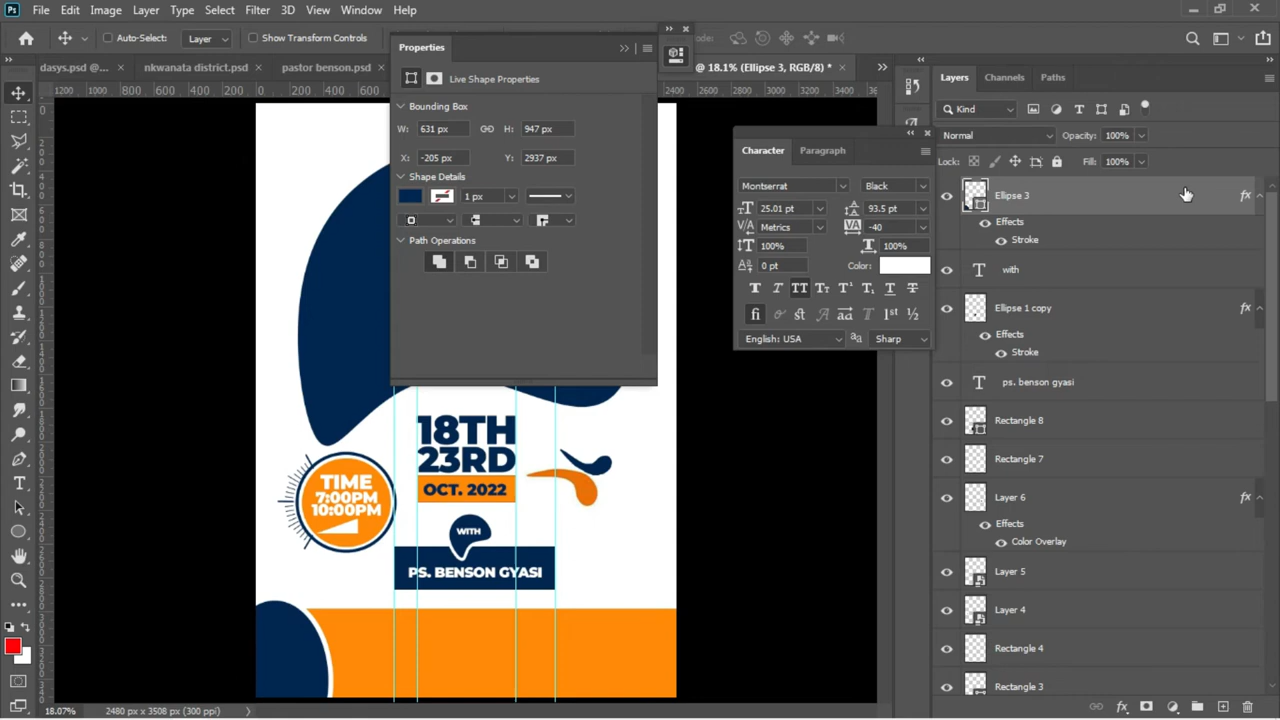 Ps File Edit Image Layer Type Select Filter 3D View Window Help
Auto-Select: Layer Show Transform Controls
dasys.psd @... nkwanata district.psd pastor benson.psd @ 18.1% (Ellipse 3, RGB/8) *
Properties
Live Shape Properties
Bounding Box
W: 631 px H: 947 px
X: -205 px Y: 2937 px
Shape Details
1 px
Path Operations
Character Paragraph
Montserrat Black
25.01 pt 93.5 pt
Metrics -40
100% 100%
0 pt Color:
English: USA Sharp
Layers Channels Paths
Kind
Normal Opacity: 100%
Lock: Fill: 100%
Ellipse 3 fx
Effects
Stroke
with
Ellipse 1 copy fx
Effects
Stroke
ps. benson gyasi
Rectangle 8
Rectangle 7
Layer 6 fx
Effects
Color Overlay
Layer 5
Layer 4
Rectangle 4
Rectangle 3
18TH
23RD
OCT. 2022
TIME
7:00PM
10:00PM
WITH
PS. BENSON GYASI
18.07% 2480 px x 3508 px (300 ppi)